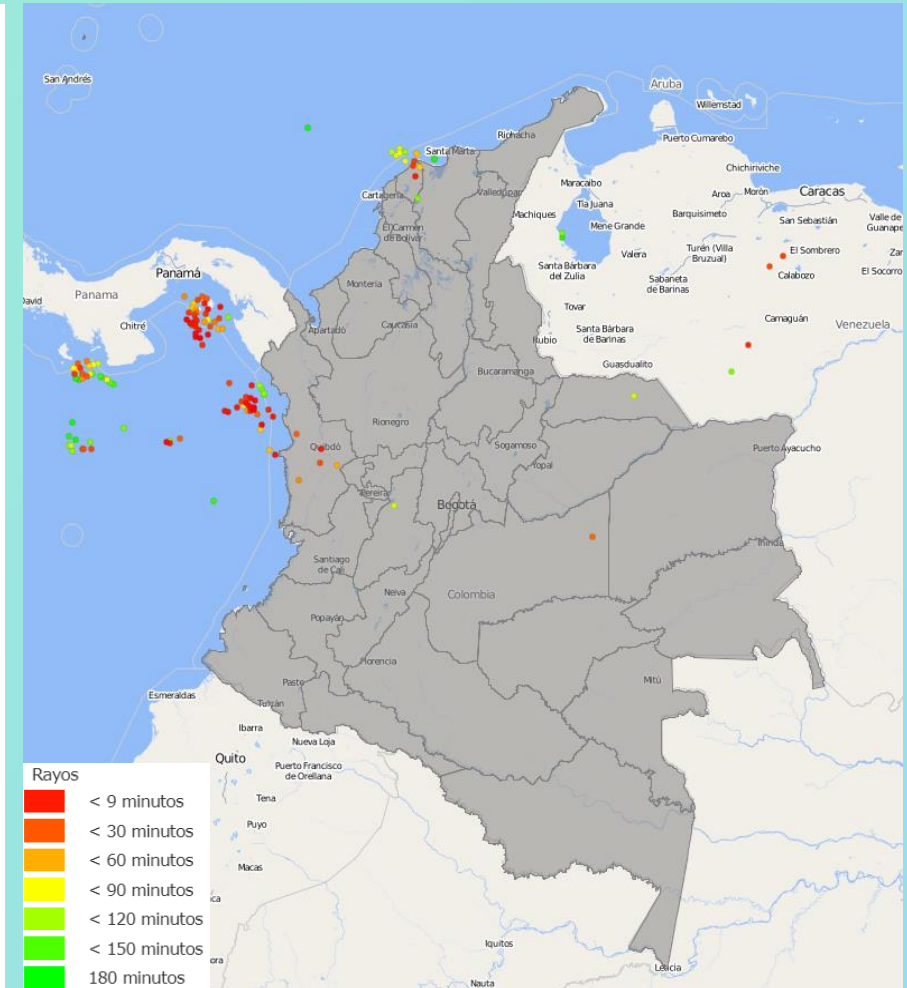 San Andrés
Aruba
Willemstad
Riohacha
Puerto Cumarebo
Santa Marta
Chichiriviche
Cartagena
Valledupar
Maracaibo
Aroa
Morón
Caracas
Tia Juana
Machiques
Barquisimeto
San Sebastián
Valle de
Guanape
El Carmen
de Bolívar
Mene Grande
Turén (Villa
Bruzual)
El Sombrero
Zar
Panamá
Santa Bárbara
del Zulia
Valera
Sabaneta
de Barinas
Calabozo
El Socorro
David
Panama
Montería
Tovar
Chitré
Apartadó
Caucasia
Santa Bárbara
de Barinas
Camaguán
Venezuela
Rubio
Guasdualito
Bucaramanga
Rionegro
Quibdó
Sogamoso
Yopal
Puerto Ayacucho
Pereira
Bogotá
Inírida
Santiago
de Cali
Neiva
Colombia
Popayán
Florencia
Mitú
Pasto
Esmeraldas
Tulcán
Ibarra
Nueva Loja
Quito
Puerto Francisco
de Orellana
Tena
Puyo
Macas
ca
ora
Iquitos
Leticia
Nauta
Rayos
< 9 minutos
< 30 minutos
< 60 minutos
< 90 minutos
< 120 minutos
< 150 minutos
180 minutos